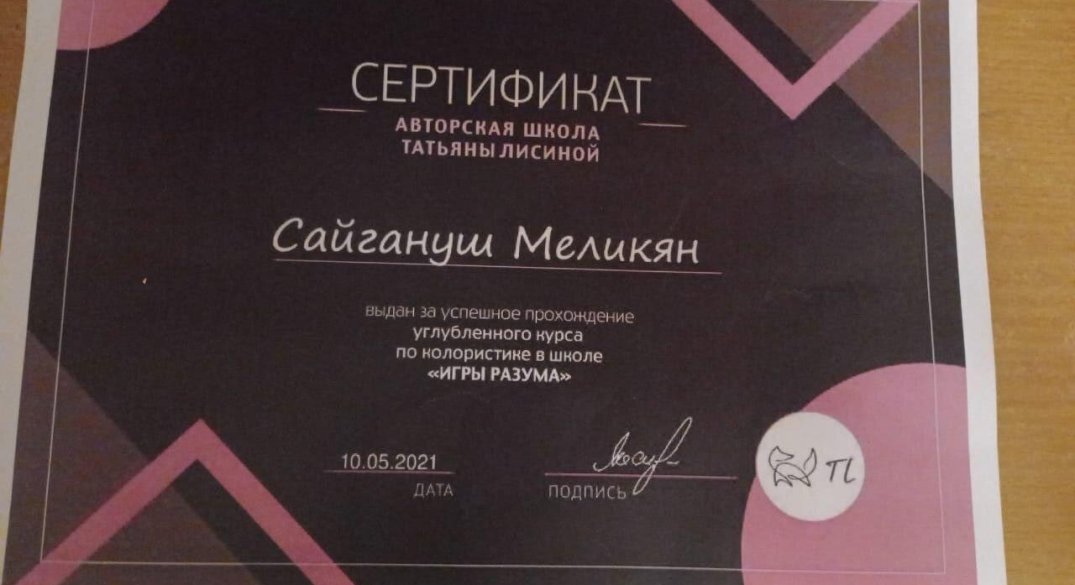 СЕРТИФИКАТ
АВТОРСКАЯ ШКОЛА
ТАТЬЯНЫ ЛИСИНОЙ
Сайгануш Меликян
выдан за успешное прохождение
углубленного курса
по колористике в школе
«ИГРЫ РАЗУМА»
10.05.2021
ДАТА
ПОДПИСЬ
ТЛ